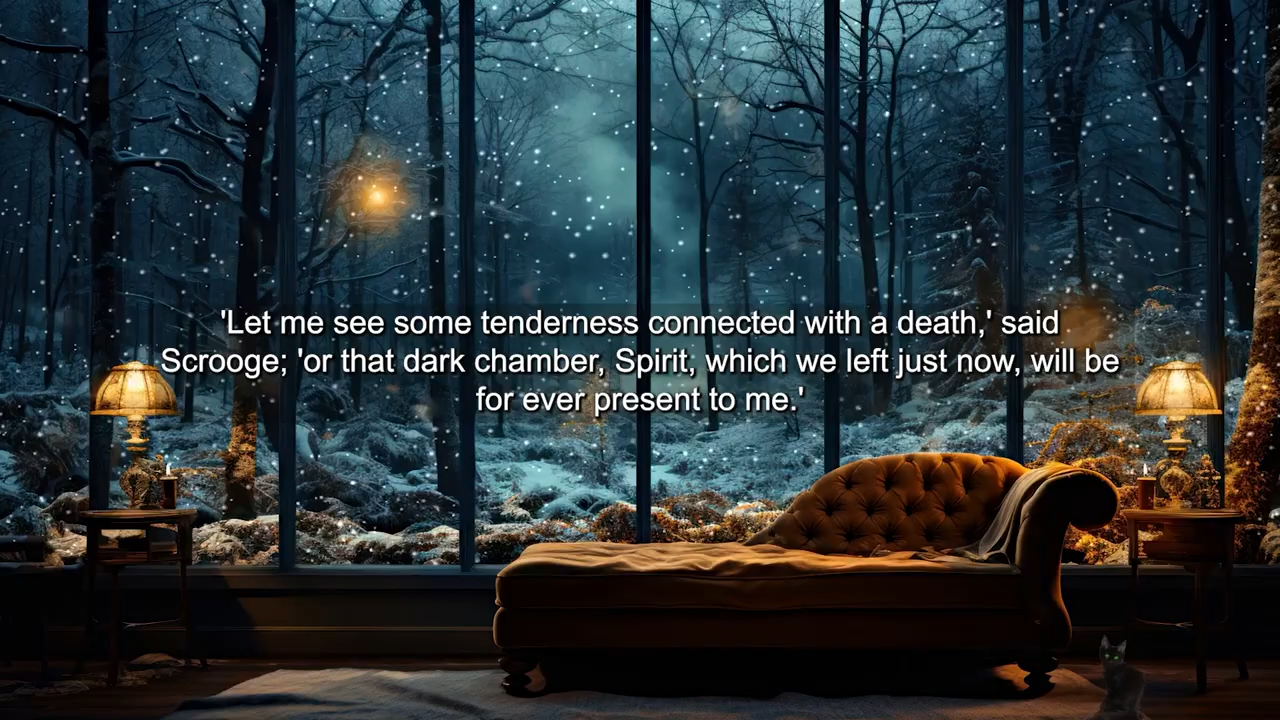 'Let me see some tenderness connected with a death,' said
Scrooge; 'or that dark chamber, Spirit, which we left just now, will be
for ever present to me.'